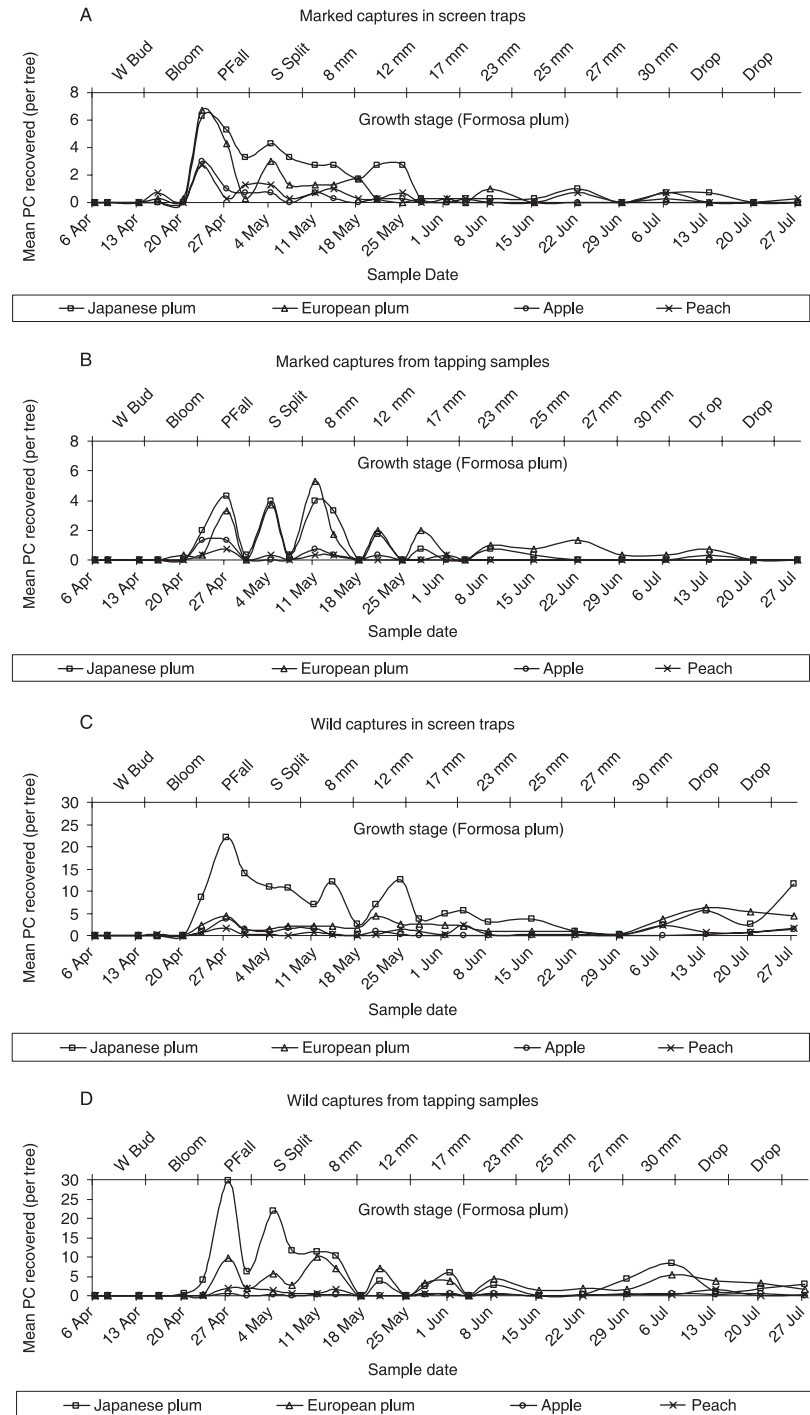 A
Marked captures in screen traps
W Bud Bloom PFall S Split 8 mm 12 mm 17 mm 23 mm 25 mm 27 mm 30 mm Drop Drop
8
6
4
2
0
Mean PC recovered (per tree)
Growth stage (Formosa plum)
6 Apr 13 Apr 20 Apr 27 Apr 4 May 11 May 18 May 25 May 1 Jun 8 Jun 15 Jun 22 Jun 29 Jun 6 Jul 13 Jul 20 Jul 27 Jul
Sample Date
Japanese plum European plum Apple Peach
B
Marked captures from tapping samples
W Bud Bloom PFall S Split 8 mm 12 mm 17 mm 23 mm 25 mm 27 mm 30 mm Dr op Drop
8
6
4
2
0
Mean PC recovered (per tree)
Growth stage (Formosa plum)
6 Apr 13 Apr 20 Apr 27 Apr 4 May 11 May 18 May 25 May 1 Jun 8 Jun 15 Jun 22 Jun 29 Jun 6 Jul 13 Jul 20 Jul 27 Jul
Sample date
Japanese plum European plum Apple Peach
C
Wild captures in screen traps
W Bud Bloom PFall S Split 8 mm 12 mm 17 mm 23 mm 25 mm 27 mm 30 mm Drop Drop
30
25
20
15
10
5
0
Mean PC recovered (per tree)
Growth stage (Formosa plum)
6 Apr 13 Apr 20 Apr 27 Apr 4 May 11 May 18 May 25 May 1 Jun 8 Jun 15 Jun 22 Jun 29 Jun 6 Jul 13 Jul 20 Jul 27 Jul
Sample date
Japanese plum European plum Apple Peach
D
Wild captures from tapping samples
W Bud Bloom PFall S Split 8 mm 12 mm 17 mm 23 mm 25 mm 27 mm 30 mm Drop Drop
30
25
20
15
10
5
0
Mean PC recovered (per tree)
Growth stage (Formosa plum)
6 Apr 13 Apr 20 Apr 27 Apr 4 May 11 May 18 May 25 May 1 Jun 8 Jun 15 Jun 22 Jun 29 Jun 6 Jul 13 Jul 20 Jul 27 Jul
Sample date
Japanese plum European plum Apple Peach